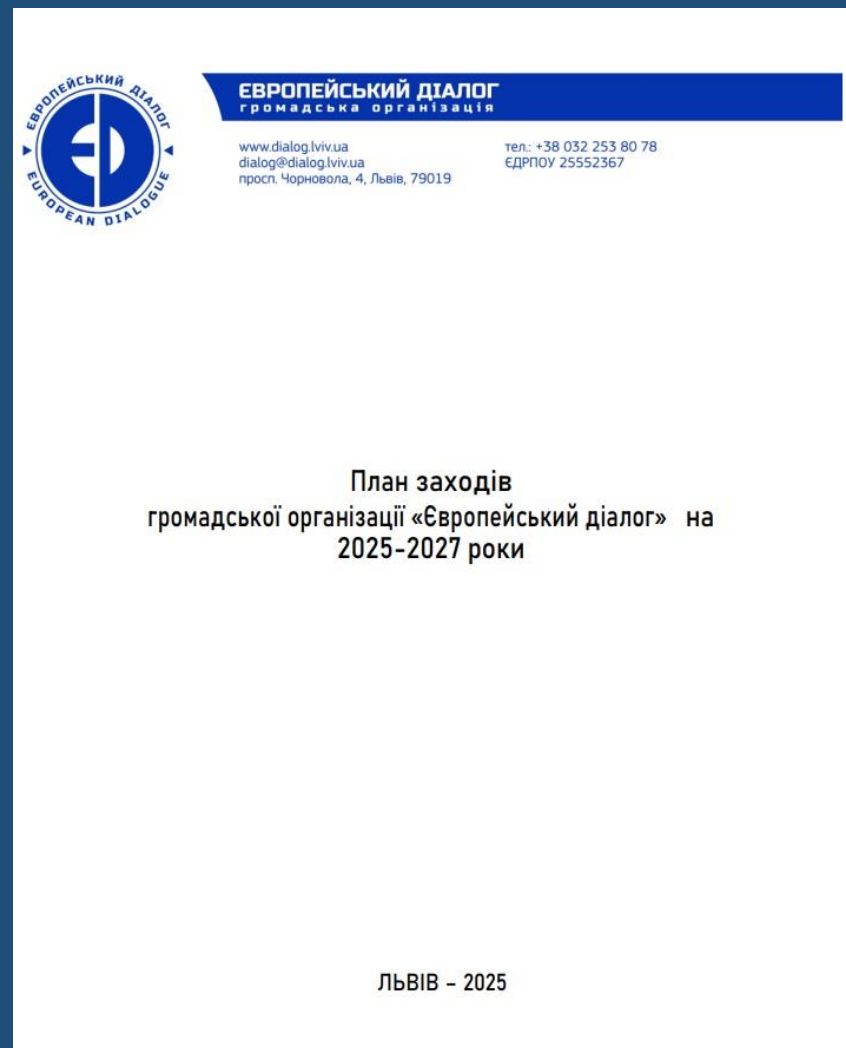 ЄВРОПЕЙСЬКИЙ ДІАЛОГ
EUROPEAN DIALOGUE
ЄД
ЄВРОПЕЙСЬКИЙ ДІАЛОГ
громадська організація
www.dialog.lviv.ua
dialog@dialog.lviv.ua
просп. Чорновола, 4, Львів, 79019
тел.: +38 032 253 80 78
ЄДРПОУ 25552367
План заходів
громадської організації «Європейський діалог» на
2025-2027 роки
ЛЬВІВ – 2025